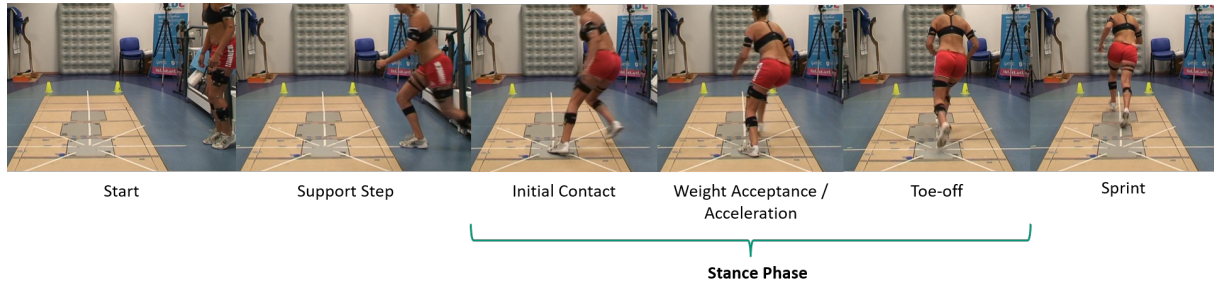 Start
Support Step
Initial Contact
Weight Acceptance /
Acceleration
Toe-off
Sprint
Stance Phase